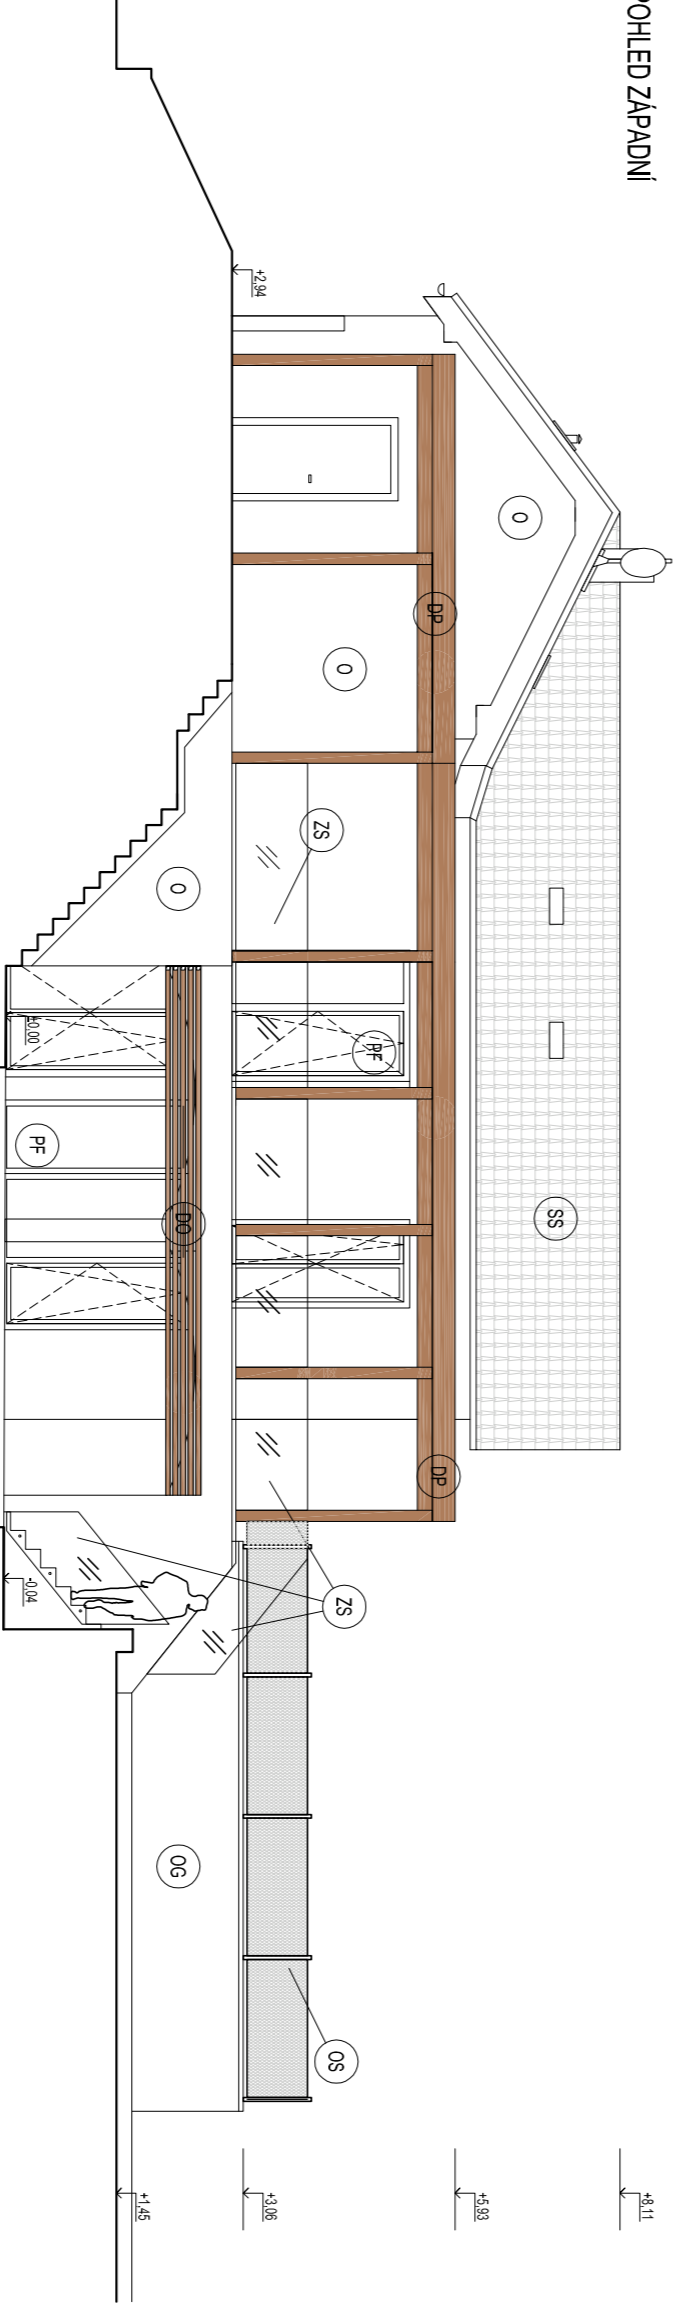 POHLED ZÁPADNÍ
+8,11
SS
O
+5,93
DP
DP
PF
O
ZS
ZS
OS
+2,94
+3,06
O
DO
OG
+1,45
PF
±0.00
-0.04